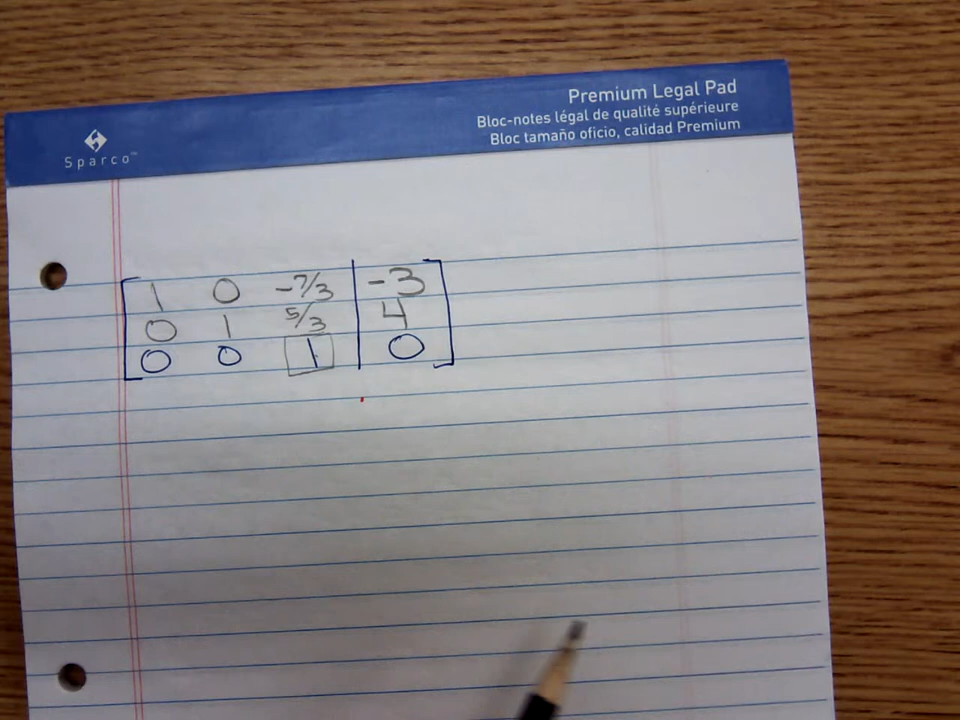 Premium Legal Pad
Bloc-notes légal de qualité supérieure
Bloc tamaño oficio, calidad Premium
Sparco™
1 0 -7/3 | -3
0 1 5/3 | 4
0 0 1 | 0